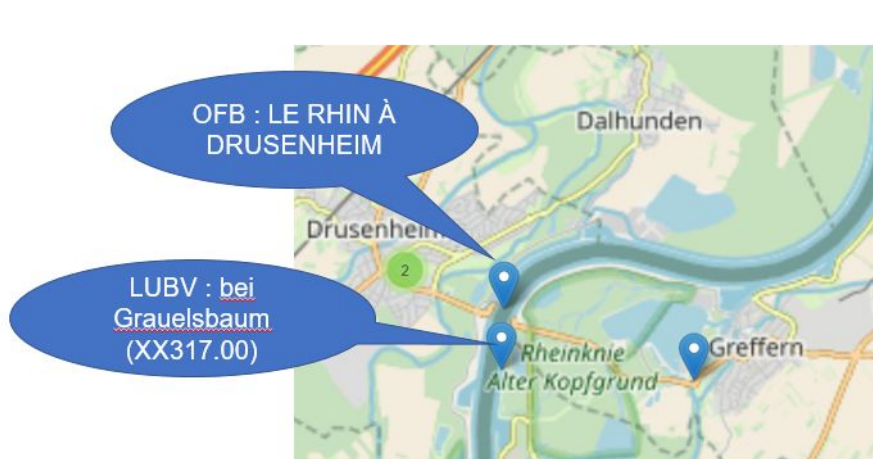 OFB : LE RHIN À
DRUSENHEIM
Dalhunden
Drusenheim
2
LUBV : bei
Grauelsbaum
(XX317.00)
Rheinknie
Alter Kopfgrund
Greffern